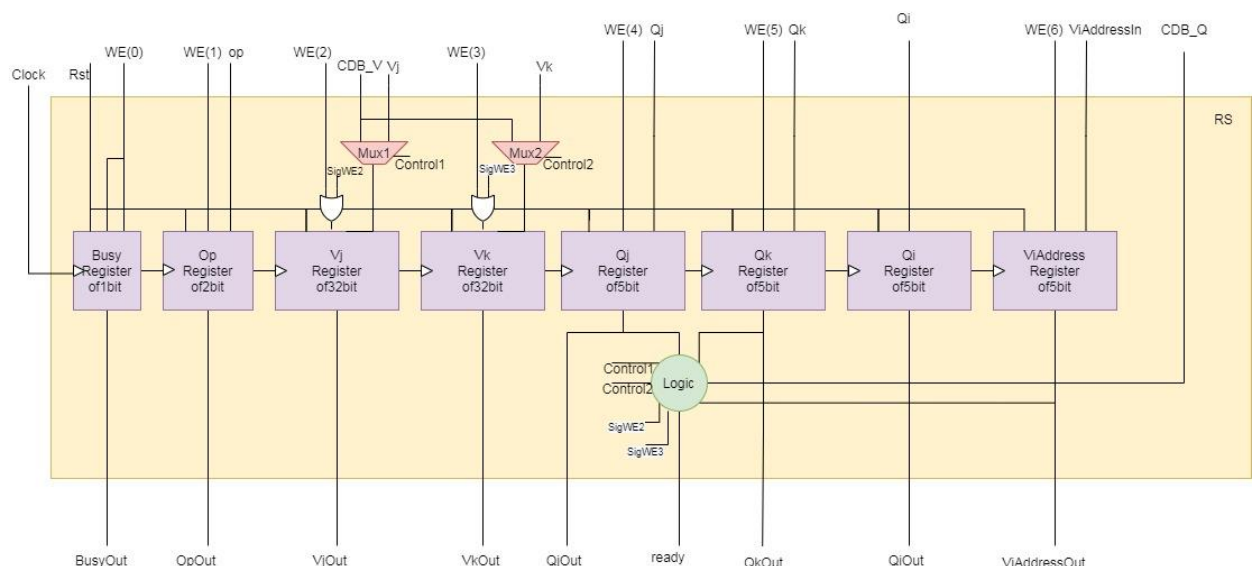 Qi
WE(0) WE(1) op WE(2) WE(3) WE(4) Qj WE(5) Qk WE(6) ViAddressIn CDB_Q
Clock Rst CDB_V Vj Vk
RS
Mux1 Mux2
Control1 Control2
SigWE2 SigWE3
Busy
Register
of1bit
Op
Register
of2bit
Vj
Register
of32bit
Vk
Register
of32bit
Qj
Register
of5bit
Qk
Register
of5bit
Qi
Register
of5bit
ViAddress
Register
of5bit
Control1
Control2
Logic
SigWE2
SigWE3
BusyOut OpOut VjOut VkOut QjOut ready QkOut QiOut ViAddressOut